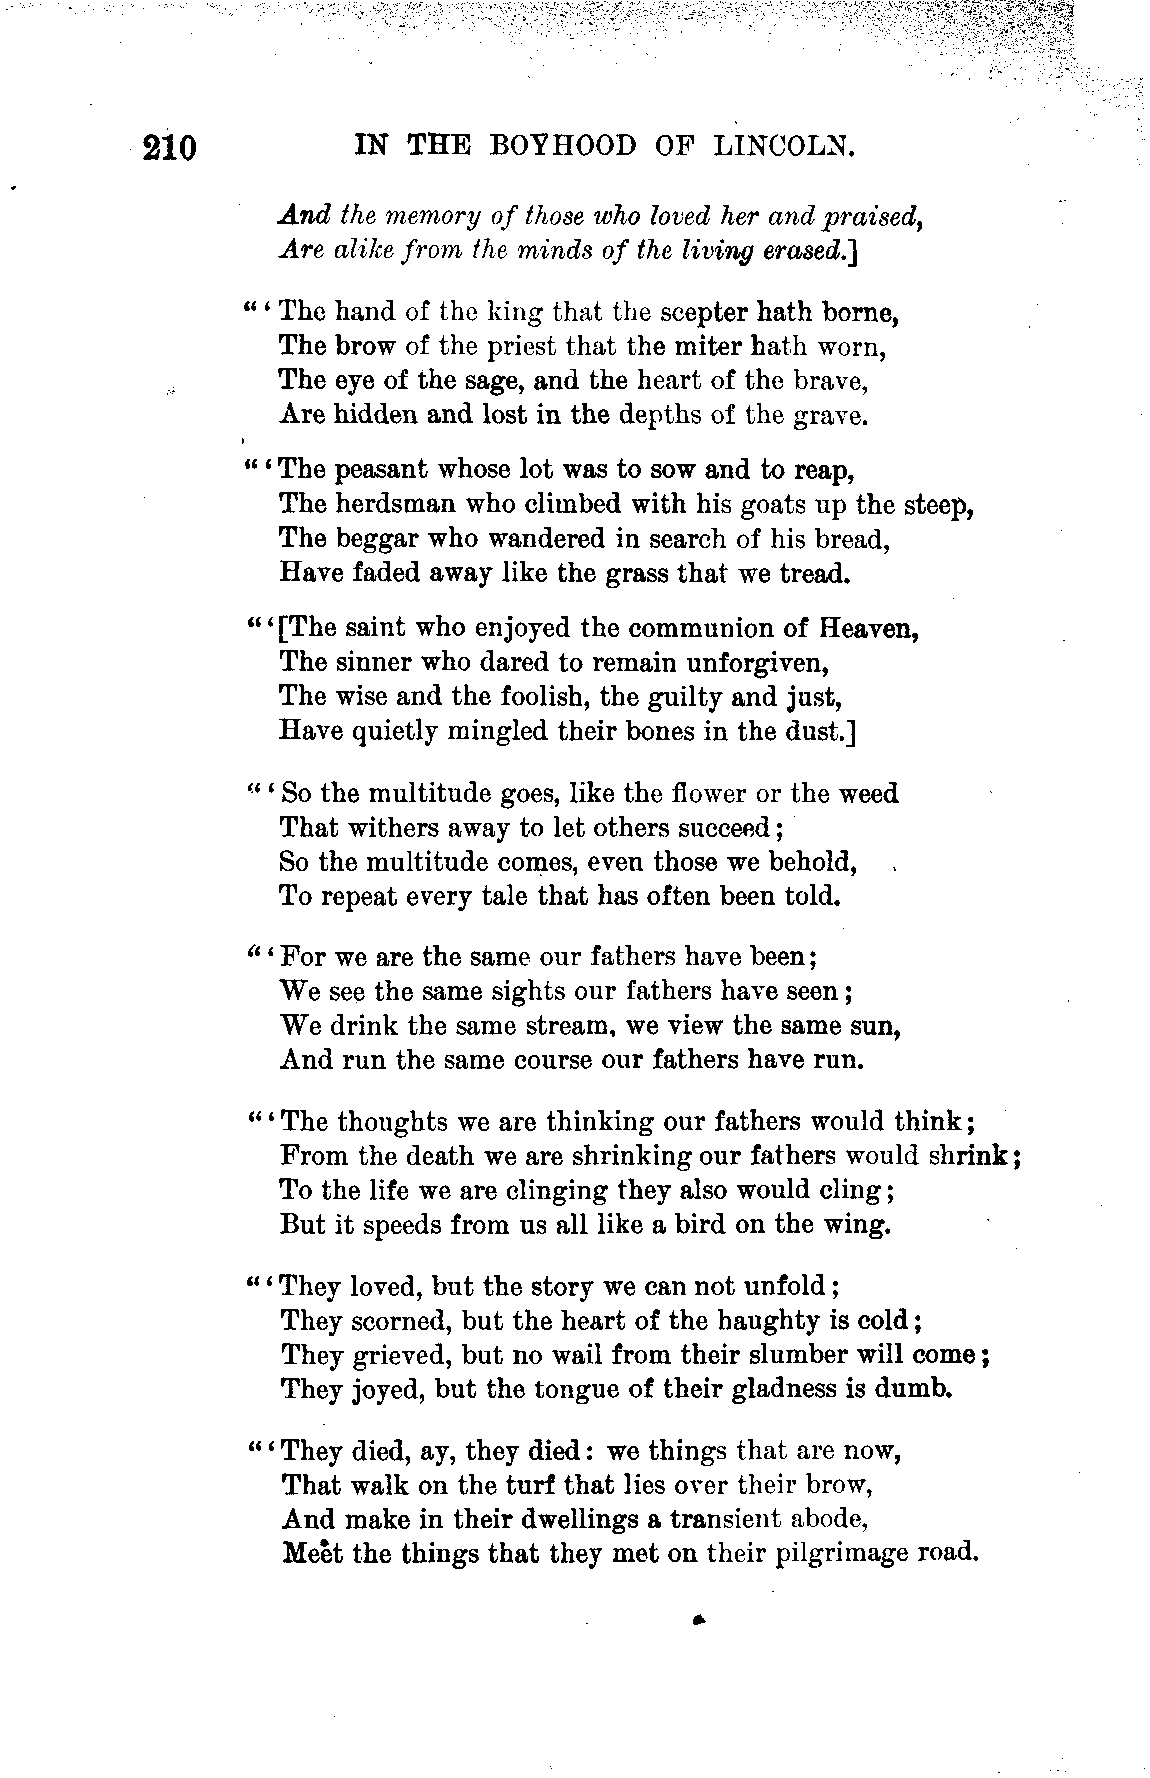 210 IN THE BOYHOOD OF LINCOLN.
And the memory of those who loved her and praised,
Are alike from the minds of the living erased.]
"'The hand of the king that the scepter hath borne,
The brow of the priest that the miter hath worn,
The eye of the sage, and the heart of the brave,
Are hidden and lost in the depths of the grave.
"'The peasant whose lot was to sow and to reap,
The herdsman who climbed with his goats up the steep,
The beggar who wandered in search of his bread,
Have faded away like the grass that we tread.
"'[The saint who enjoyed the communion of Heaven,
The sinner who dared to remain unforgiven,
The wise and the foolish, the guilty and just,
Have quietly mingled their bones in the dust.]
"'So the multitude goes, like the flower or the weed
That withers away to let others succeed;
So the multitude comes, even those we behold,
To repeat every tale that has often been told.
"'For we are the same our fathers have been;
We see the same sights our fathers have seen;
We drink the same stream, we view the same sun,
And run the same course our fathers have run.
"'The thoughts we are thinking our fathers would think;
From the death we are shrinking our fathers would shrink;
To the life we are clinging they also would cling;
But it speeds from us all like a bird on the wing.
"'They loved, but the story we can not unfold;
They scorned, but the heart of the haughty is cold;
They grieved, but no wail from their slumber will come;
They joyed, but the tongue of their gladness is dumb.
"'They died, ay, they died: we things that are now,
That walk on the turf that lies over their brow,
And make in their dwellings a transient abode,
Meet the things that they met on their pilgrimage road.